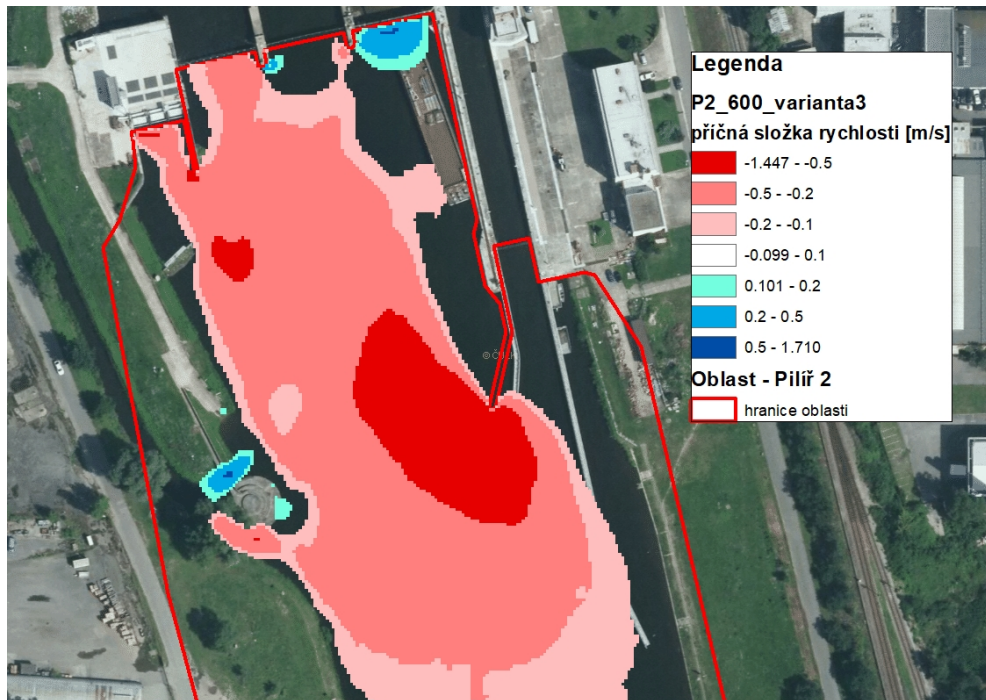 Legenda
P2_600_varianta3
příčná složka rychlosti [m/s]
-1.447 - -0.5
-0.5 - -0.2
-0.2 - -0.1
-0.099 - 0.1
0.101 - 0.2
0.2 - 0.5
0.5 - 1.710
Oblast - Pilíř 2
hranice oblasti